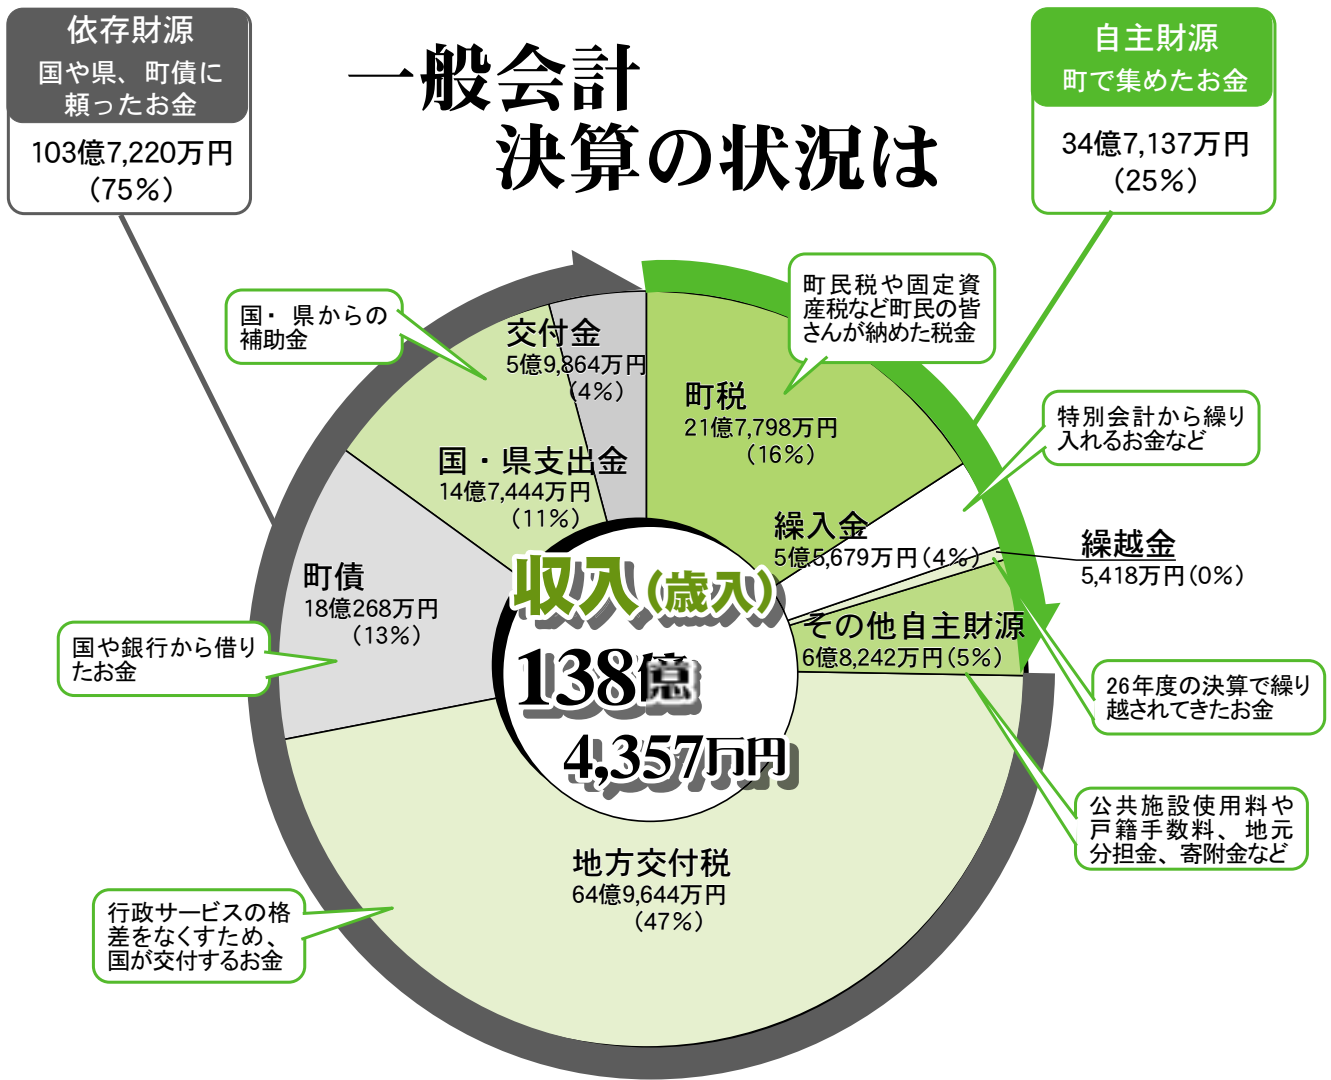 一般会計
決算の状況は
依存財源
国や県、町債に
頼ったお金
103億7,220万円
(75%)
自主財源
町で集めたお金
34億7,137万円
(25%)
町民税や固定資
産税など町民の皆
さんが納めた税金
国・県からの
補助金
交付金
5億9,864万円
(4%)
町税
21億7,798万円
(16%)
特別会計から繰り
入れるお金など
国・県支出金
14億7,444万円
(11%)
繰入金
5億5,679万円(4%)
繰越金
5,418万円(0%)
町債
18億268万円
(13%)
収入(歳入)
138億
4,357万円
その他自主財源
6億8,242万円(5%)
国や銀行から借り
たお金
26年度の決算で繰り
越されてきたお金
公共施設使用料や
戸籍手数料、地元
分担金、寄附金など
地方交付税
64億9,644万円
(47%)
行政サービスの格
差をなくすため、
国が交付するお金